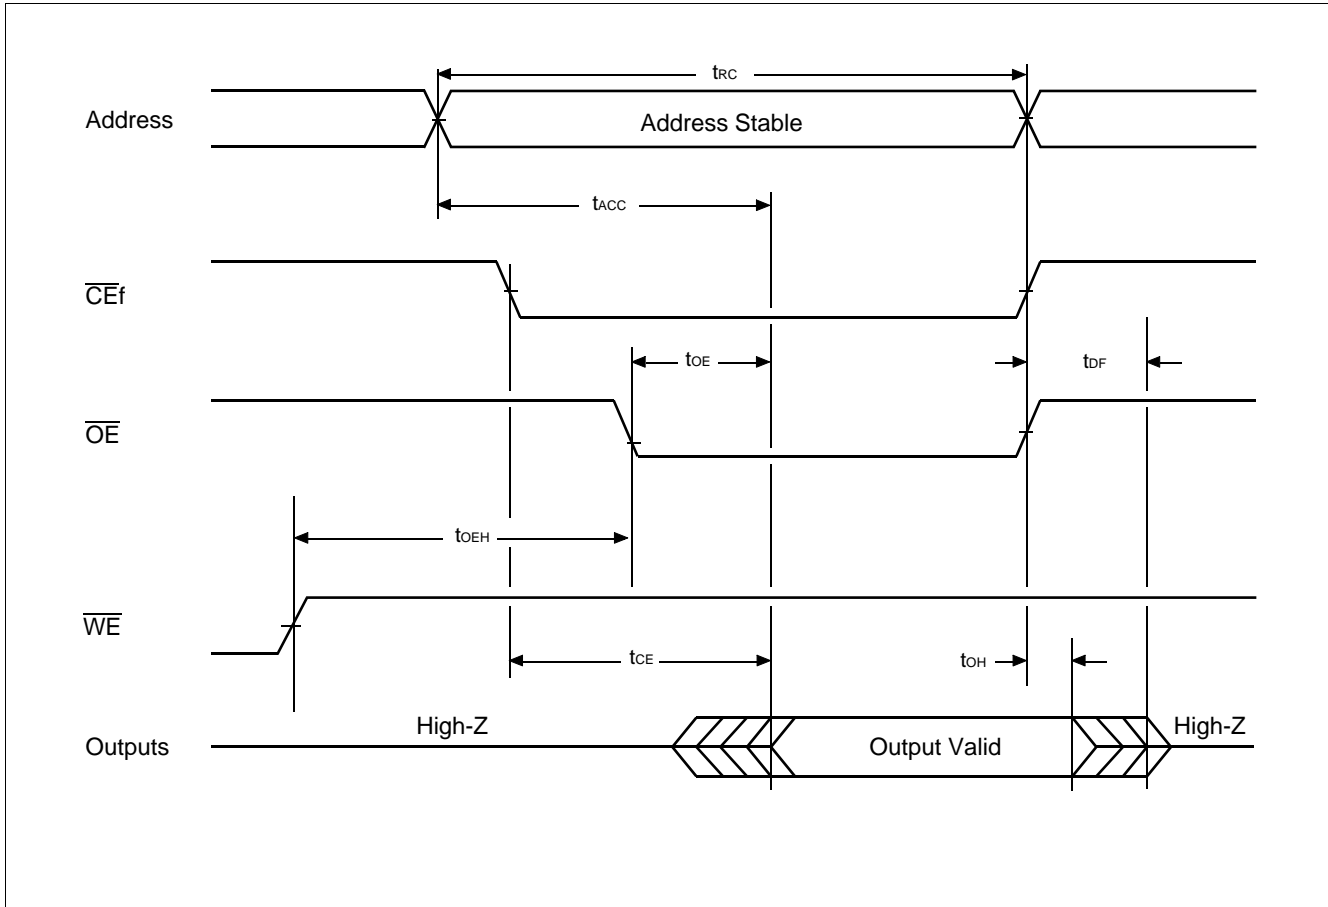 tRC
Address
Address Stable
tACC
CEf
tOE
tDF
OE
tOEH
WE
tCE
tOH
High-Z
High-Z
Outputs
Output Valid